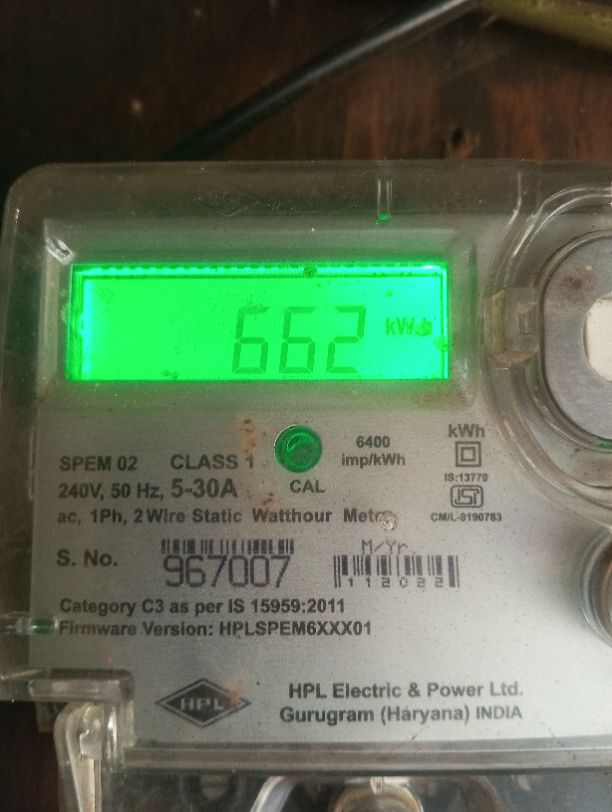 662 kWh
SPEM 02 CLASS 1
6400
imp/kWh
kWh
240V, 50 Hz, 5-30A
CAL
IS:13779
ISI
ac, 1Ph, 2 Wire Static Watthour Meter
CM/L-9190783
S. No. 967007
M/Yr.
112022
Category C3 as per IS 15959:2011
Firmware Version: HPLSPEM6XXX01
HPL
HPL Electric & Power Ltd.
Gurugram (Haryana) INDIA